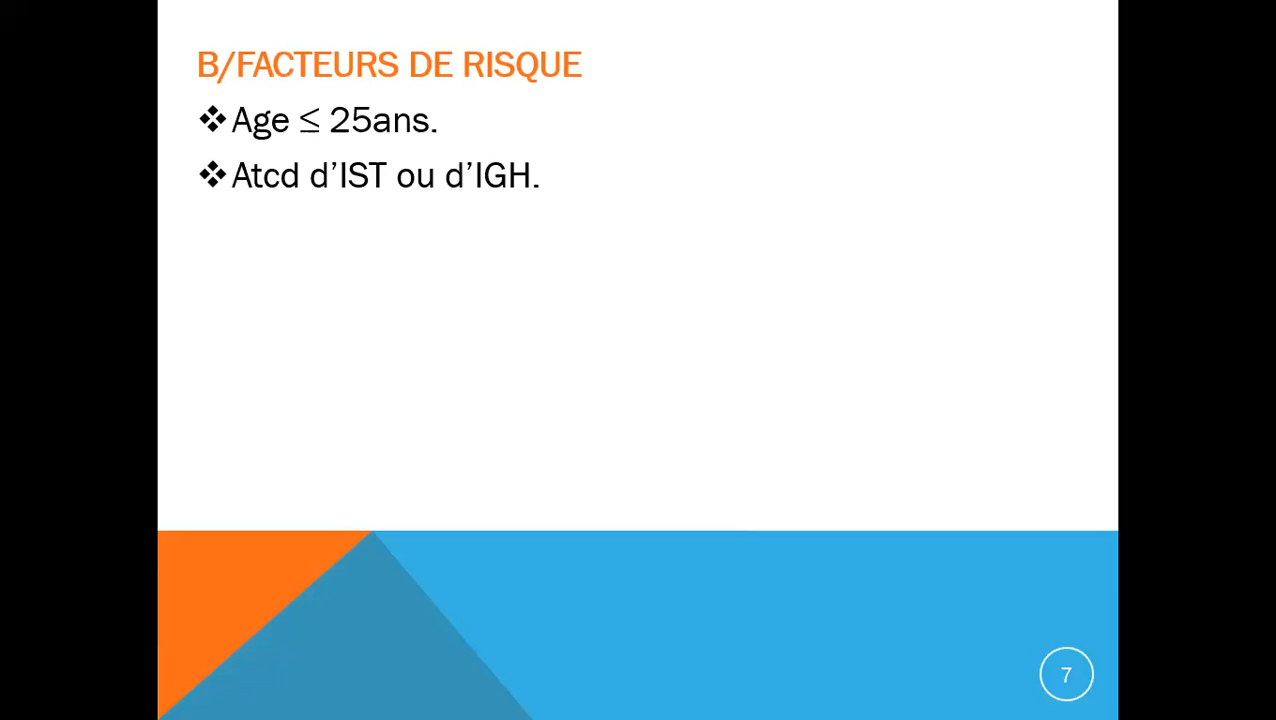 B/FACTEURS DE RISQUE
❖Age ≤ 25ans.
❖Atcd d’IST ou d’IGH.
7